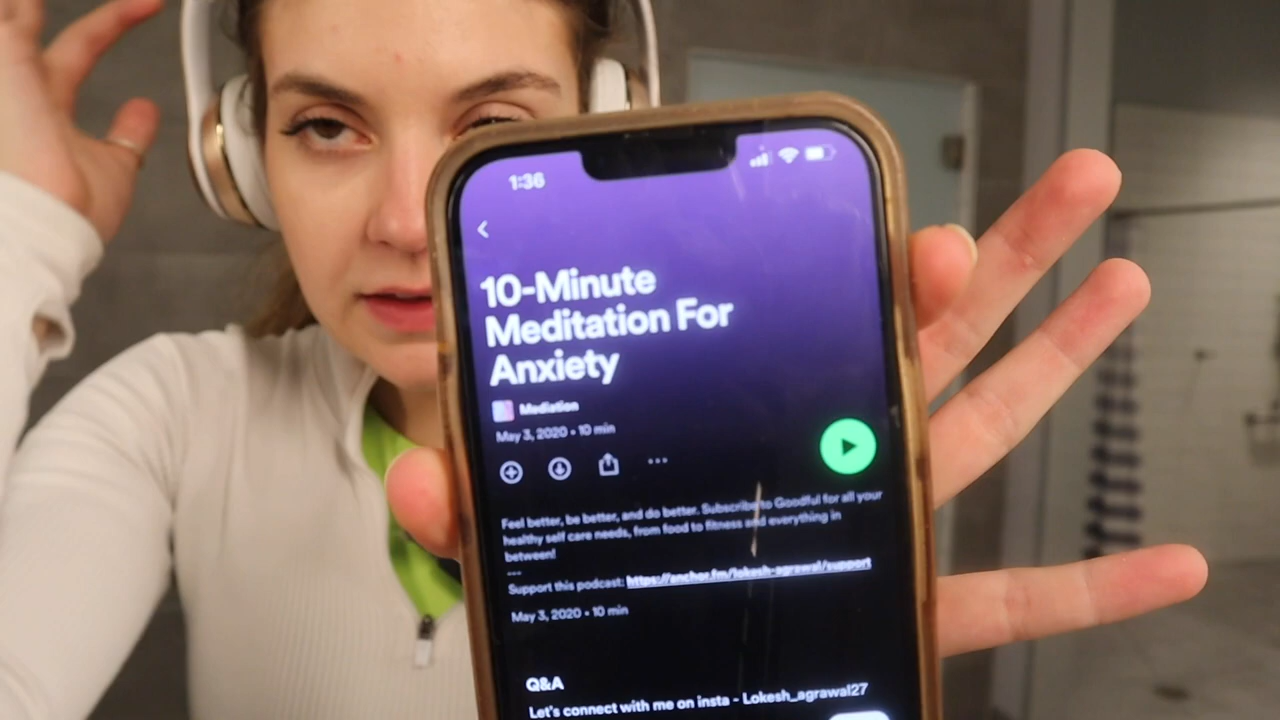 1:36
10-Minute
Meditation For
Anxiety
Mediation
May 3, 2020 • 10 min
Feel better, be better, and do better. Subscribe to Goodful for all your
healthy self care needs, from food to fitness and everything in
between!
---
Support this podcast: https://anchor.fm/lokesh-agrawal/support
May 3, 2020 • 10 min
Q&A
Let's connect with me on insta - Lokesh_agrawal27